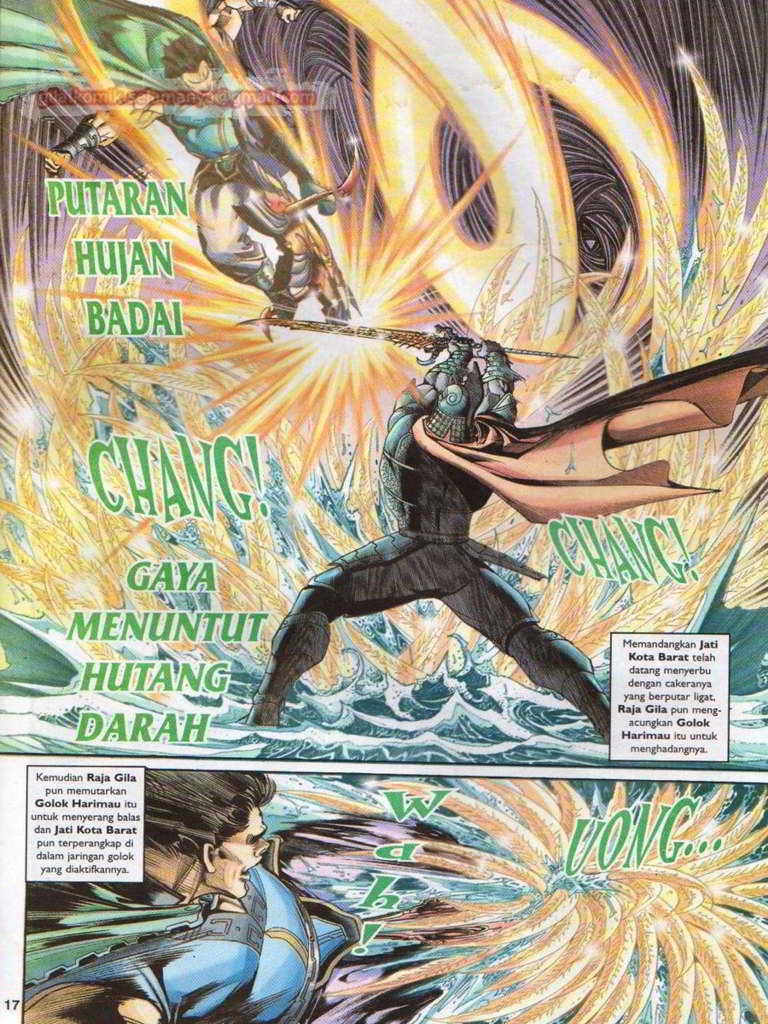 PUTARAN
HUJAN
BADAI
CHANG!
CHANG!
GAYA
MENUNTUT
HUTANG
DARAH
Memandangkan Jati
Kota Barat telah
datang menyerbu
dengan cakeranya
yang berputar ligat,
Raja Gila pun meng-
acungkan Golok
Harimau itu untuk
menghadangnya.
Kemudian Raja Gila
pun memutarkan
Golok Harimau itu
untuk menyerang balas
dan Jati Kota Barat
pun terperangkap di
dalam jaringan golok
yang diaktifkannya.
Wah!
UONG...
17